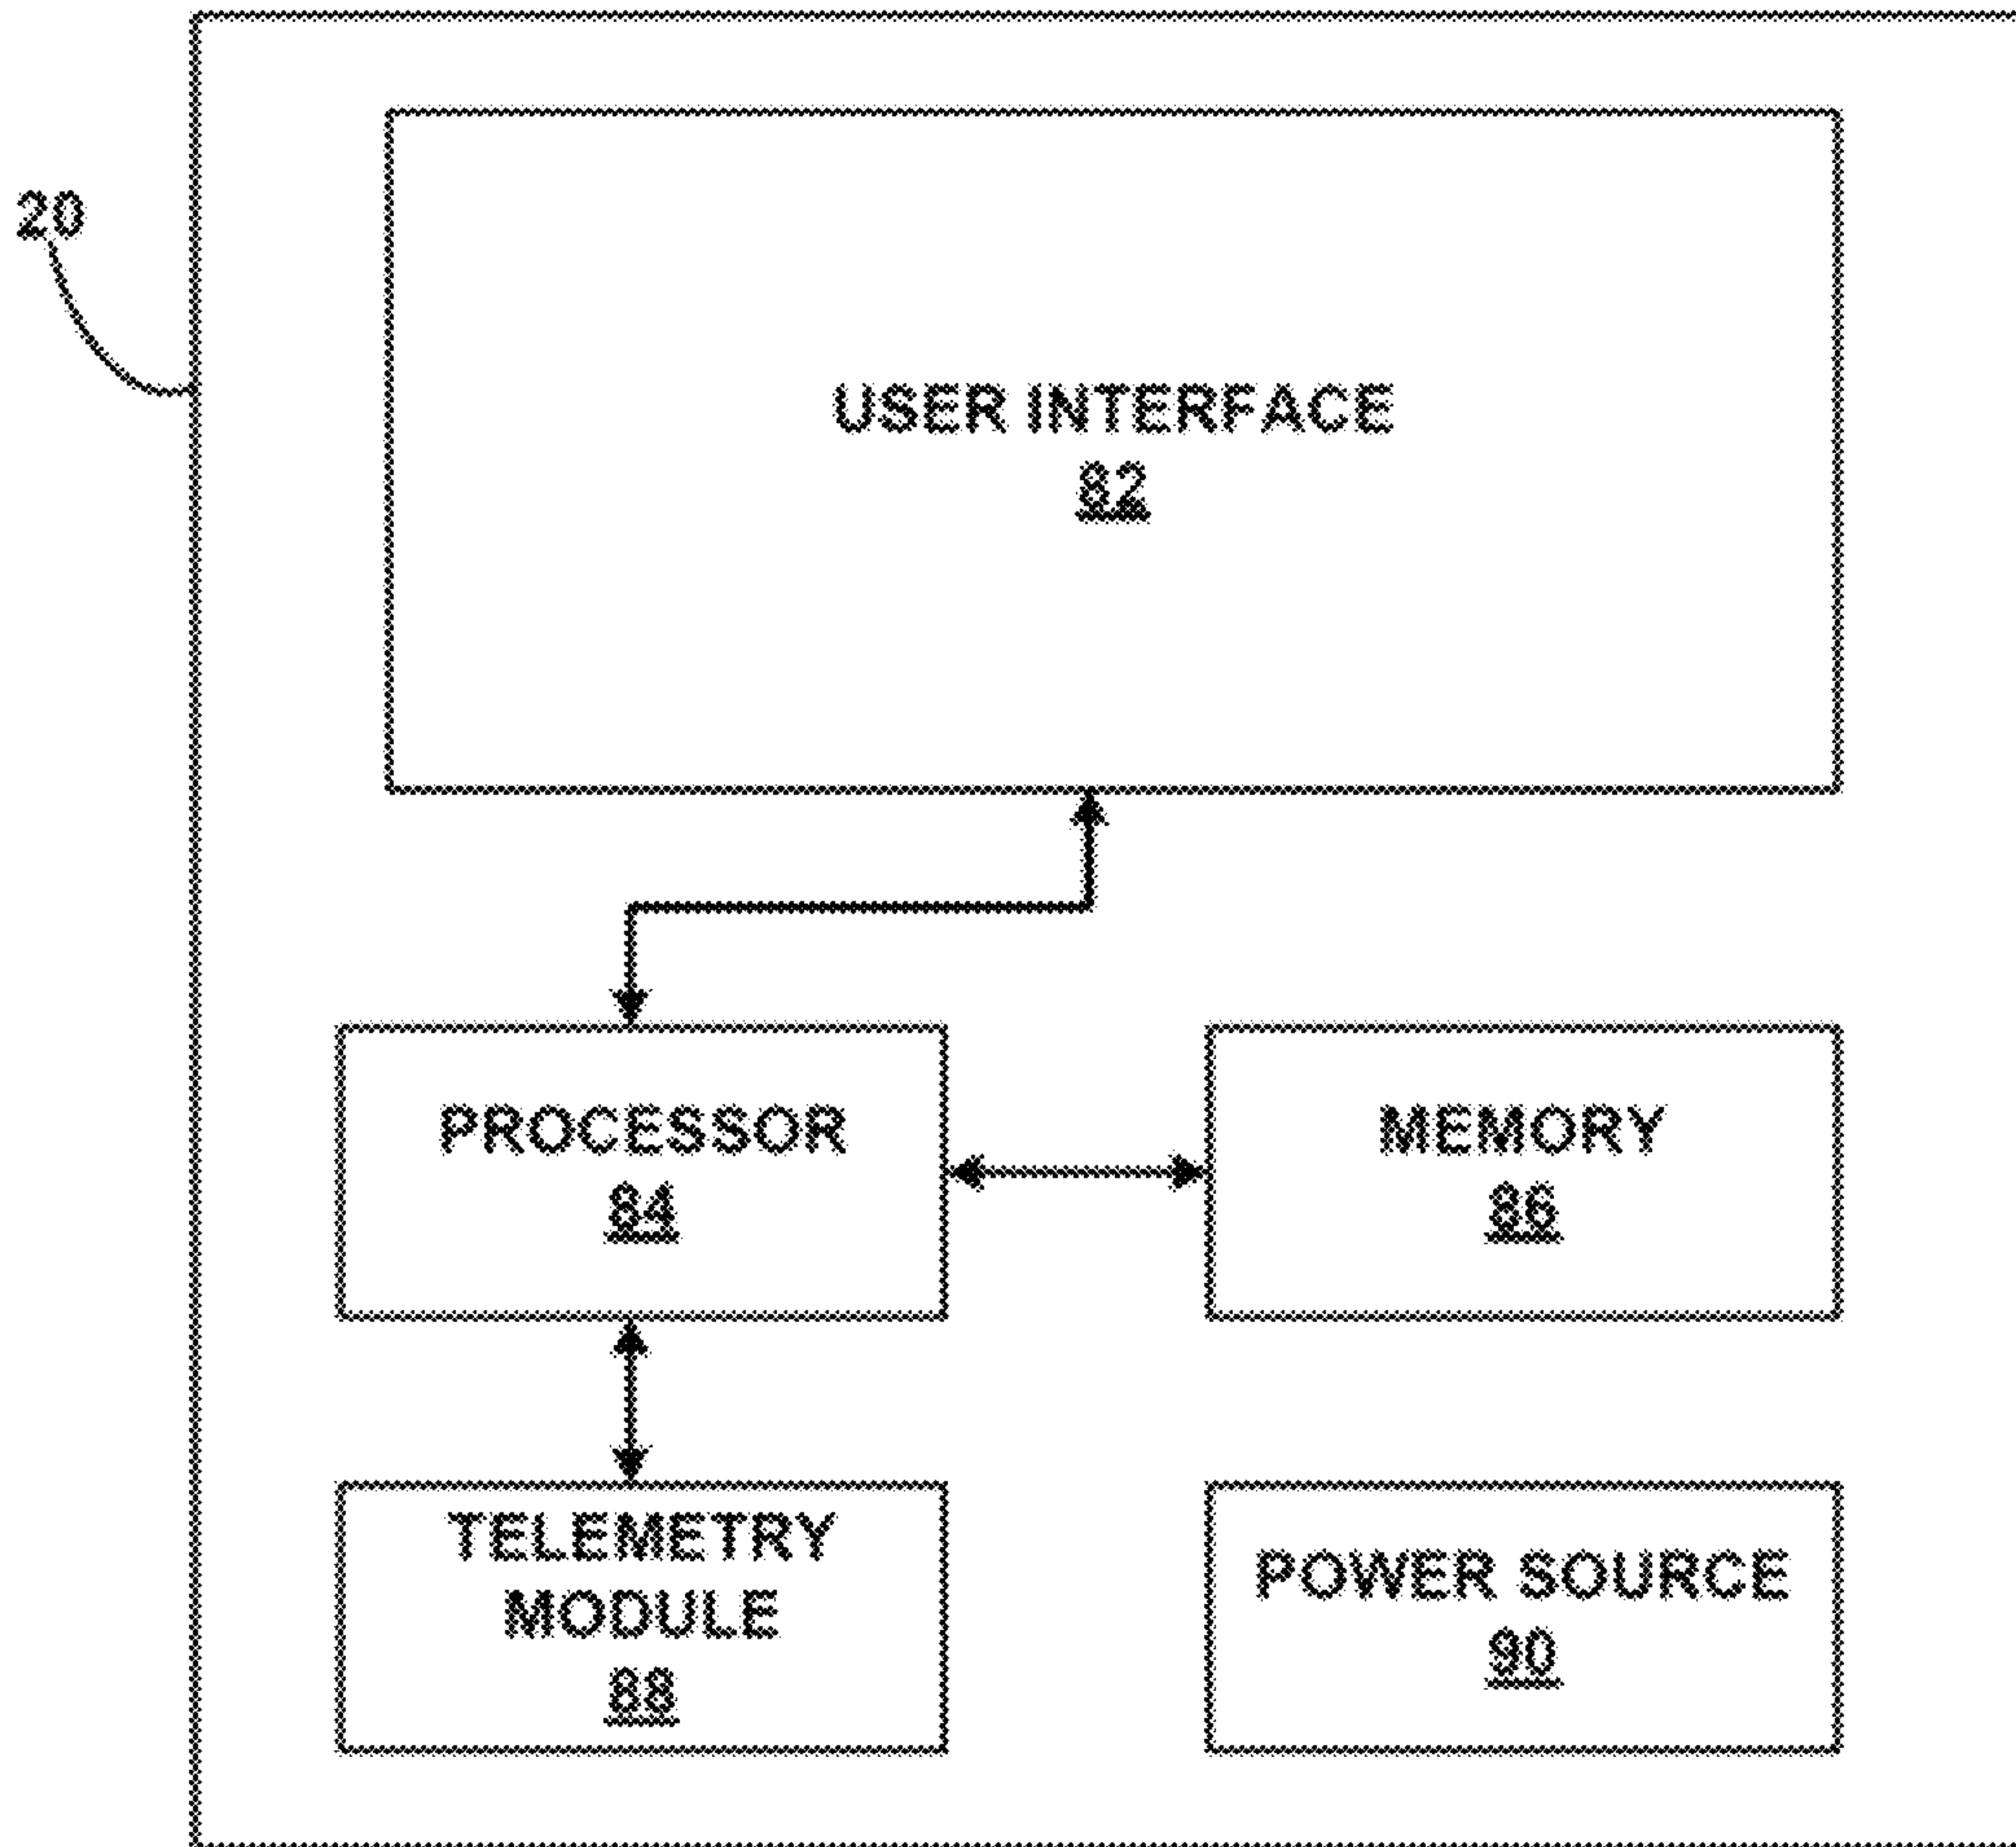 20
USER INTERFACE
82
PROCESSOR
84
MEMORY
86
TELEMETRY
MODULE
88
POWER SOURCE
90